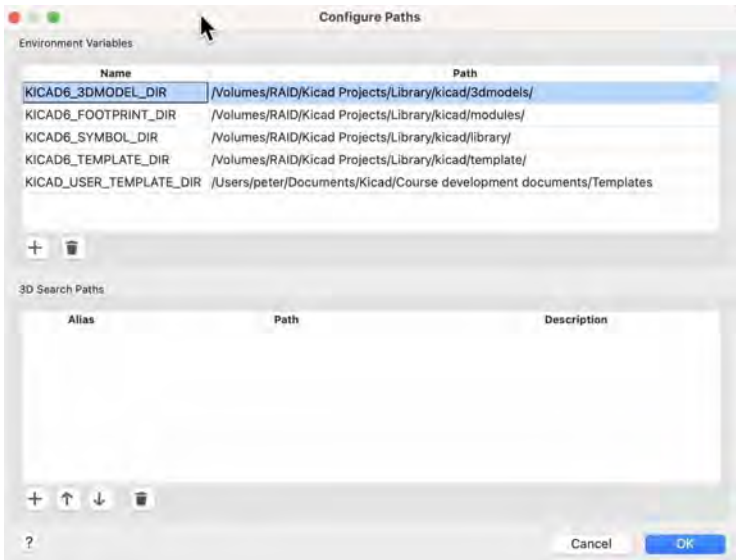 Configure Paths
Environment Variables
Name Path
KICAD6_3DMODEL_DIR /Volumes/RAID/Kicad Projects/Library/kicad/3dmodels/
KICAD6_FOOTPRINT_DIR /Volumes/RAID/Kicad Projects/Library/kicad/modules/
KICAD6_SYMBOL_DIR /Volumes/RAID/Kicad Projects/Library/kicad/library/
KICAD6_TEMPLATE_DIR /Volumes/RAID/Kicad Projects/Library/kicad/template/
KICAD_USER_TEMPLATE_DIR /Users/peter/Documents/Kicad/Course development documents/Templates
3D Search Paths
Alias Path Description
? Cancel OK